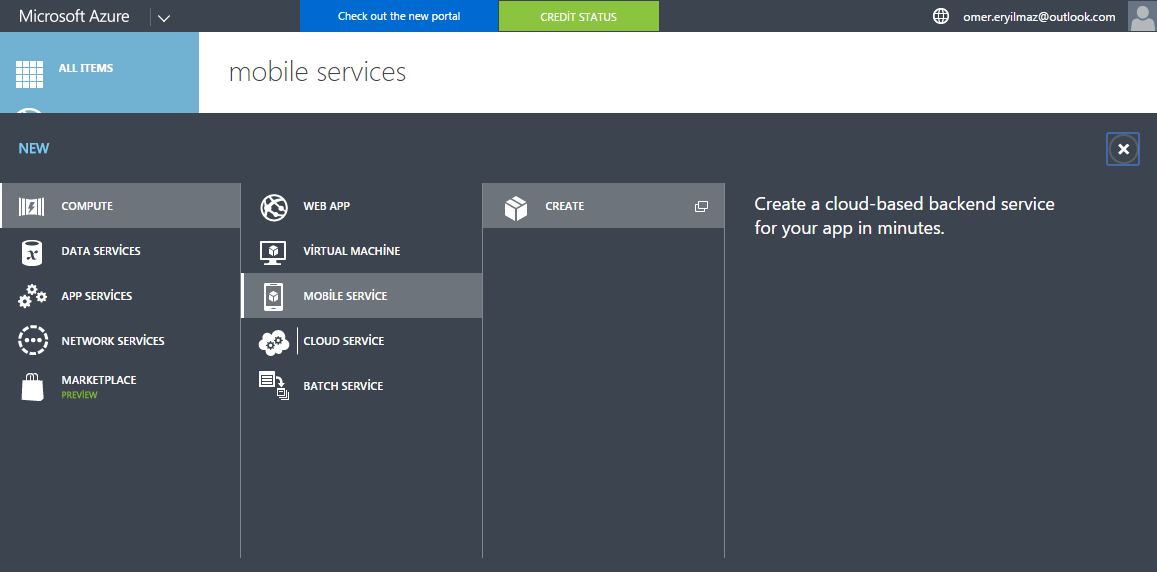 Microsoft Azure
Check out the new portal
CREDİT STATUS
omer.eryilmaz@outlook.com
ALL ITEMS
mobile services
NEW
COMPUTE
DATA SERVİCES
APP SERVİCES
NETWORK SERVİCES
MARKETPLACE
PREVİEW
WEB APP
VİRTUAL MACHİNE
MOBİLE SERVİCE
CLOUD SERVİCE
BATCH SERVİCE
CREATE
Create a cloud-based backend service
for your app in minutes.